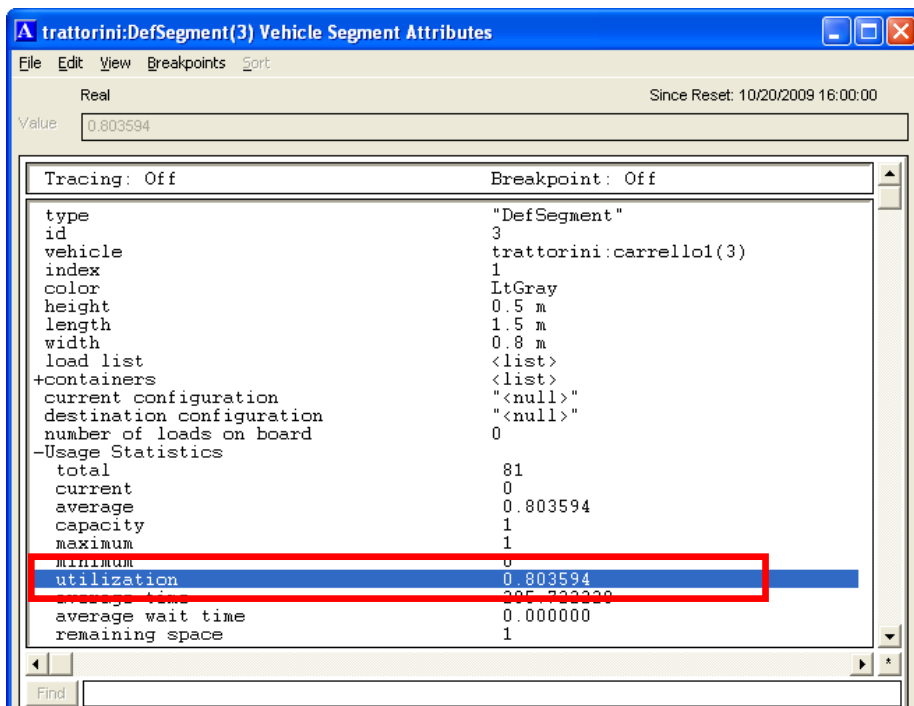 A trattorini:DefSegment(3) Vehicle Segment Attributes
File Edit View Breakpoints Sort
Real Since Reset: 10/20/2009 16:00:00
Value 0.803594
Tracing: Off Breakpoint: Off
type "DefSegment"
id 3
vehicle trattorini:carrello1(3)
index 1
color LtGray
height 0.5 m
length 1.5 m
width 0.8 m
load list <list>
+containers <list>
current configuration "<null>"
destination configuration "<null>"
number of loads on board 0
-Usage Statistics
total 81
current 0
average 0.803594
capacity 1
maximum 1
minimum 0
utilization 0.803594
average time
average wait time 0.000000
remaining space 1
*
Find